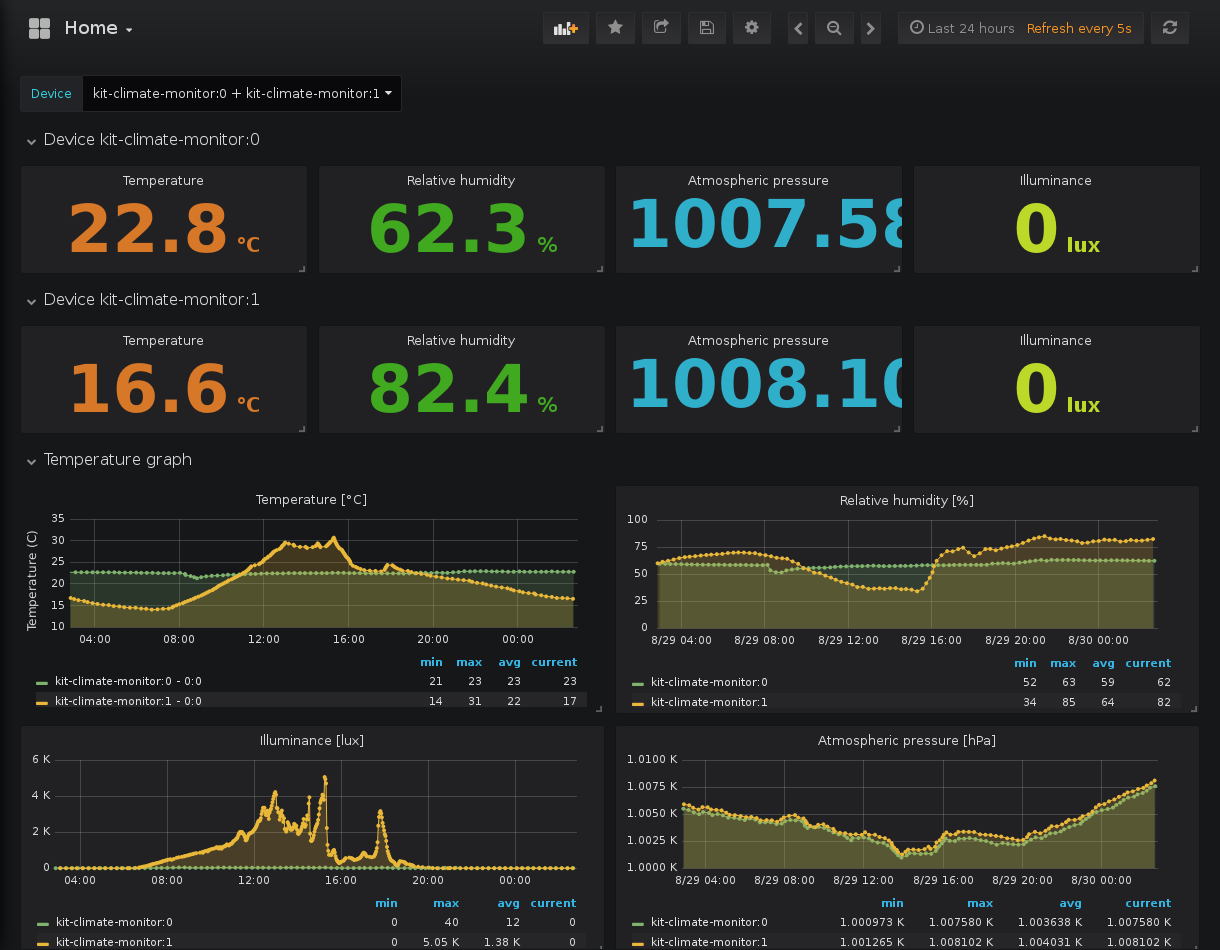 Home
Last 24 hours Refresh every 5s
Device kit-climate-monitor:0 + kit-climate-monitor:1
Device kit-climate-monitor:0
Temperature Relative humidity Atmospheric pressure Illuminance
22.8 °C 62.3 % 1007.58 0 lux
Device kit-climate-monitor:1
Temperature Relative humidity Atmospheric pressure Illuminance
16.6 °C 82.4 % 1008.10 0 lux
Temperature graph
Temperature [°C]
Temperature (C)
35
30
25
20
15
10
04:00 08:00 12:00 16:00 20:00 00:00
min max avg current
kit-climate-monitor:0 - 0:0 21 23 23 23
kit-climate-monitor:1 - 0:0 14 31 22 17
Relative humidity [%]
100
75
50
25
0
8/29 04:00 8/29 08:00 8/29 12:00 8/29 16:00 8/29 20:00 8/30 00:00
min max avg current
kit-climate-monitor:0 52 63 59 62
kit-climate-monitor:1 34 85 64 82
Illuminance [lux]
6 K
4 K
2 K
0
04:00 08:00 12:00 16:00 20:00 00:00
min max avg current
kit-climate-monitor:0 0 40 12 0
kit-climate-monitor:1 0 5.05 K 1.38 K 0
Atmospheric pressure [hPa]
1.0100 K
1.0075 K
1.0050 K
1.0025 K
1.0000 K
8/29 04:00 8/29 08:00 8/29 12:00 8/29 16:00 8/29 20:00 8/30 00:00
min max avg current
kit-climate-monitor:0 1.000973 K 1.007580 K 1.003638 K 1.007580 K
kit-climate-monitor:1 1.001265 K 1.008102 K 1.004031 K 1.008102 K